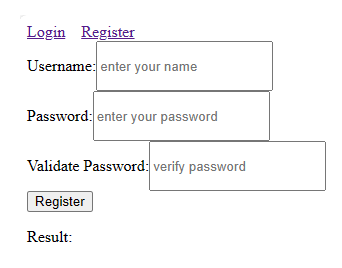 Login Register
Username: enter your name
Password: enter your password
Validate Password: verify password
Register
Result: